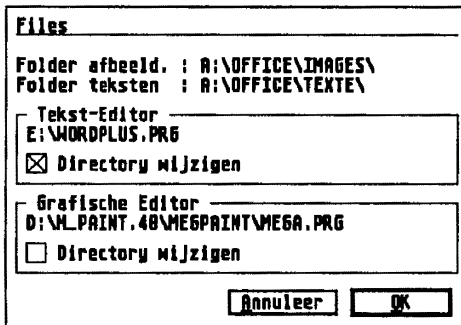 Files
Folder afbeeld. : A:\OFFICE\IMAGES\
Folder teksten : A:\OFFICE\TEXTE\
Tekst-Editor
E:\WORDPLUS.PRG
Directory wijzigen
Grafische Editor
D:\M_PAINT.40\MEGPAINT\MEGA.PRG
Directory wijzigen
Annuleer OK